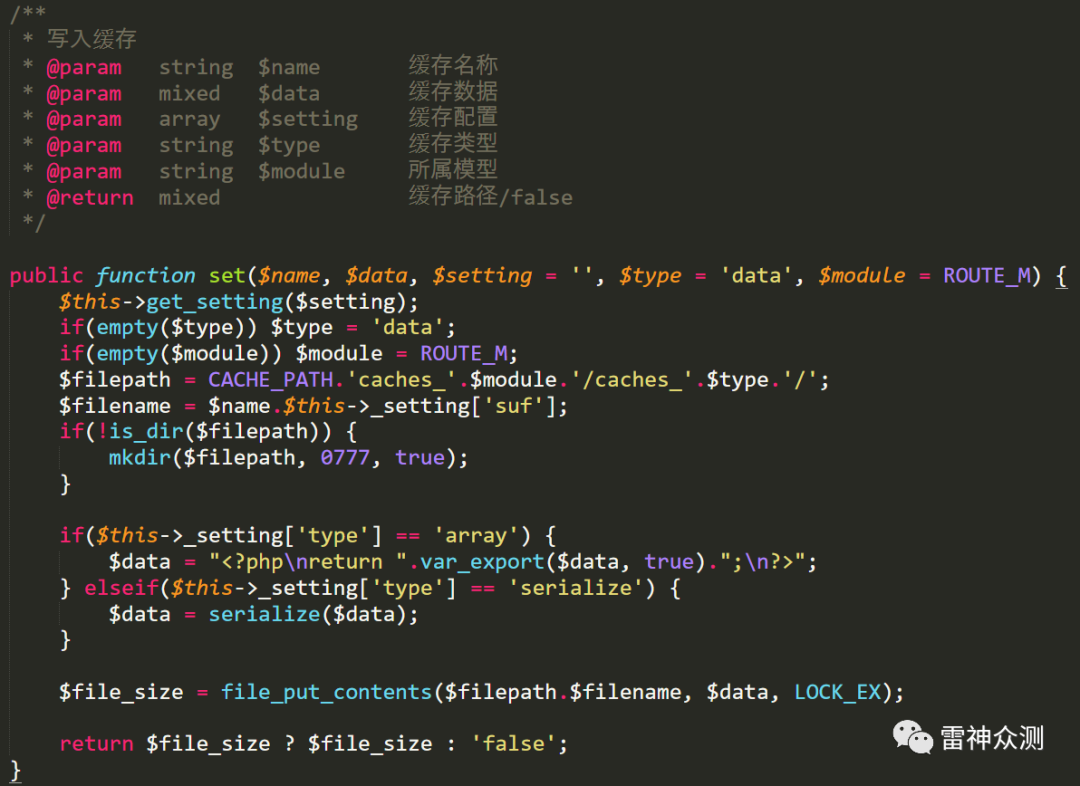 /**
 * 写入缓存
 * @param   string  $name       缓存名称
 * @param   mixed   $data       缓存数据
 * @param   array   $setting    缓存配置
 * @param   string  $type       缓存类型
 * @param   string  $module     所属模型
 * @return  mixed               缓存路径/false
 */
public function set($name, $data, $setting = '', $type = 'data', $module = ROUTE_M) {
    $this->get_setting($setting);
    if(empty($type)) $type = 'data';
    if(empty($module)) $module = ROUTE_M;
    $filepath = CACHE_PATH.'caches_'.$module.'/caches_'.$type.'/';
    $filename = $name.$this->_setting['suf'];
    if(!is_dir($filepath)) {
        mkdir($filepath, 0777, true);
    }
    if($this->_setting['type'] == 'array') {
        $data = "<?php\nreturn ".var_export($data, true).";\n?>";
    } elseif($this->_setting['type'] == 'serialize') {
        $data = serialize($data);
    }
    $file_size = file_put_contents($filepath.$filename, $data, LOCK_EX);
    return $file_size ? $file_size : 'false';
}
雷神众测